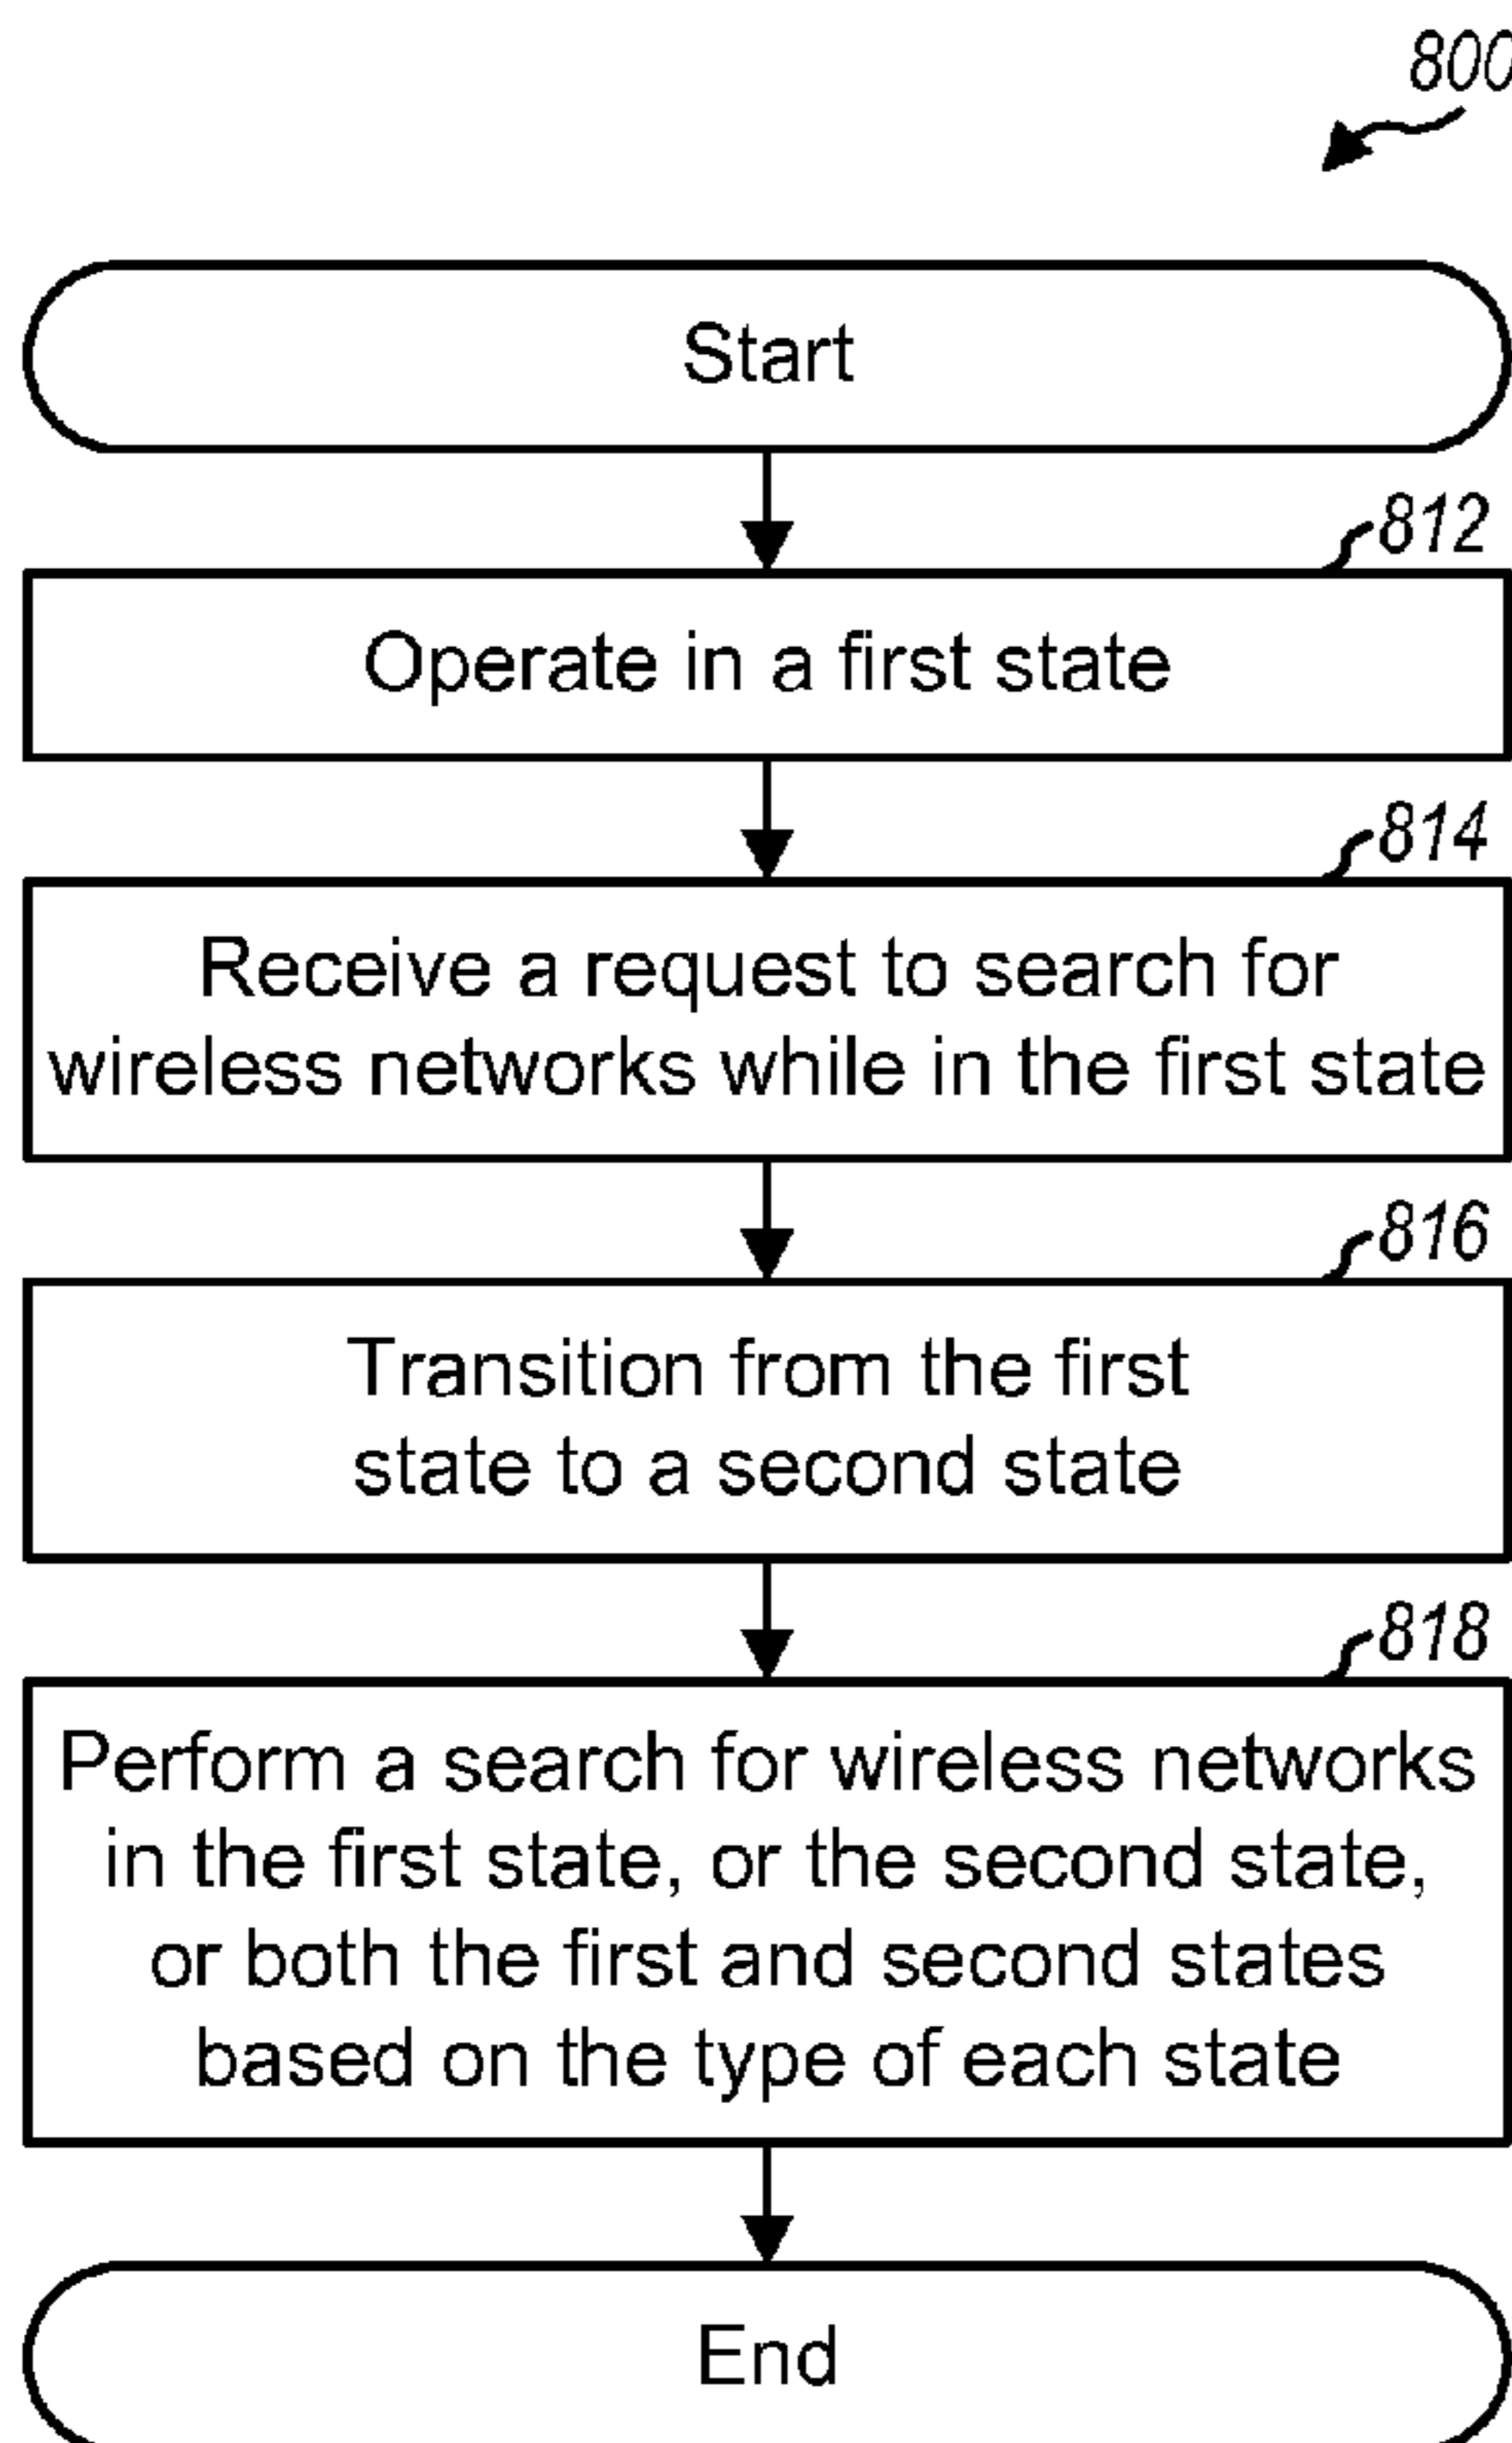 800
Start
812
Operate in a first state
814
Receive a request to search for
wireless networks while in the first state
816
Transition from the first
state to a second state
818
Perform a search for wireless networks
in the first state, or the second state,
or both the first and second states
based on the type of each state
End